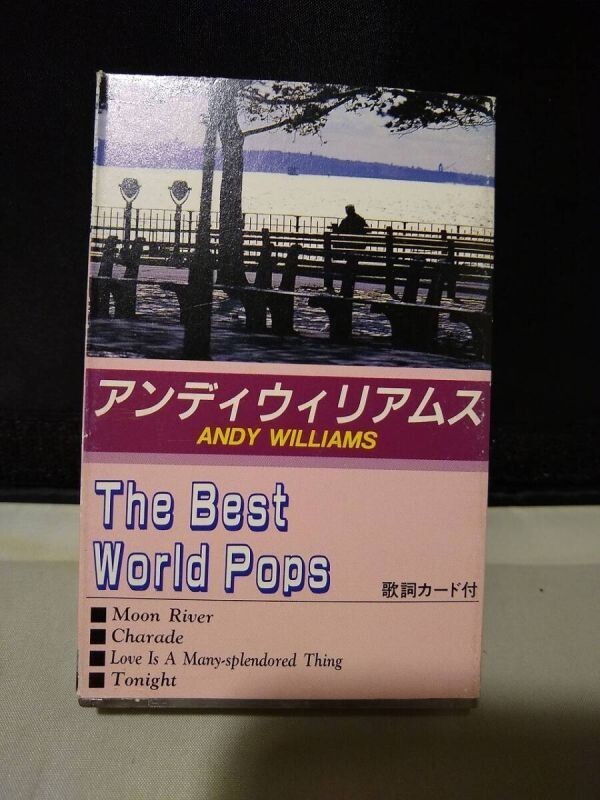 アンディウィリアムス
ANDY WILLIAMS
The Best
World Pops
歌詞カード付
■ Moon River
■ Charade
■ Love Is A Many-splendored Thing
■ Tonight